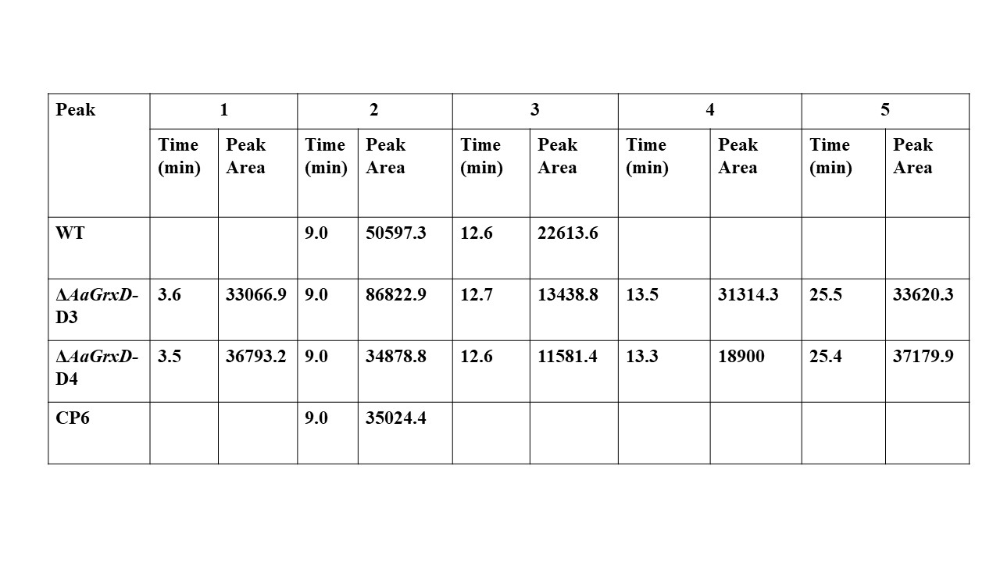 Peak 1 2 3 4 5
Time (min) Peak Area Time (min) Peak Area Time (min) Peak Area Time (min) Peak Area Time (min) Peak Area
WT 9.0 50597.3 12.6 22613.6
ΔAaGrxD-D3 3.6 33066.9 9.0 86822.9 12.7 13438.8 13.5 31314.3 25.5 33620.3
ΔAaGrxD-D4 3.5 36793.2 9.0 34878.8 12.6 11581.4 13.3 18900 25.4 37179.9
CP6 9.0 35024.4